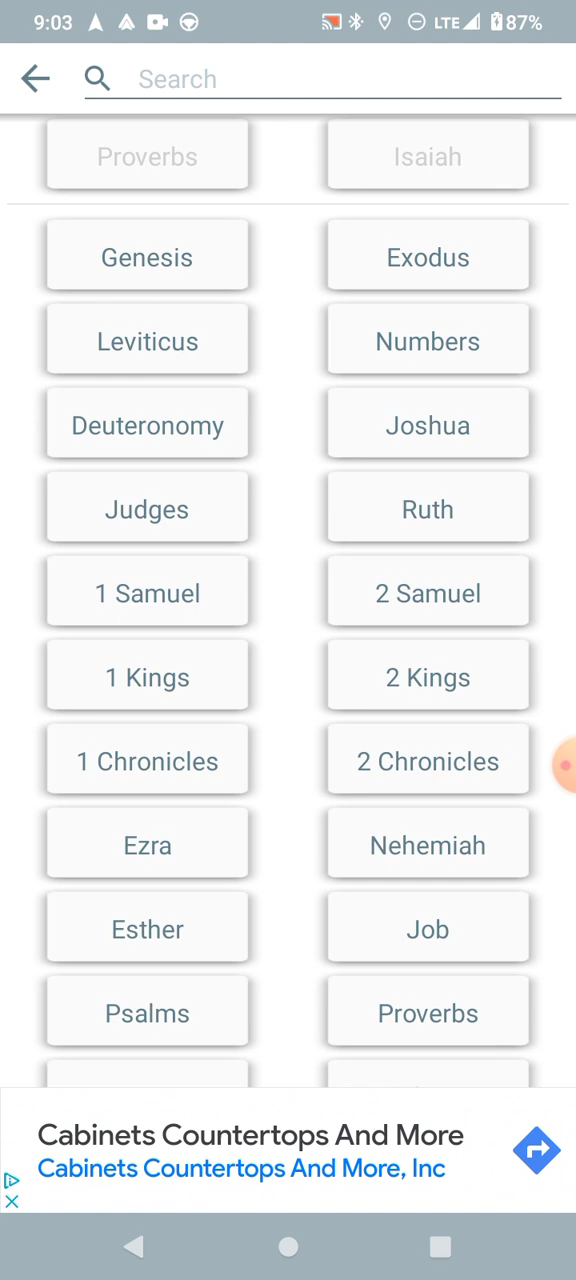 9:03 LTE 87%
Search
Proverbs Isaiah
Genesis Exodus
Leviticus Numbers
Deuteronomy Joshua
Judges Ruth
1 Samuel 2 Samuel
1 Kings 2 Kings
1 Chronicles 2 Chronicles
Ezra Nehemiah
Esther Job
Psalms Proverbs
Cabinets Countertops And More
Cabinets Countertops And More, Inc